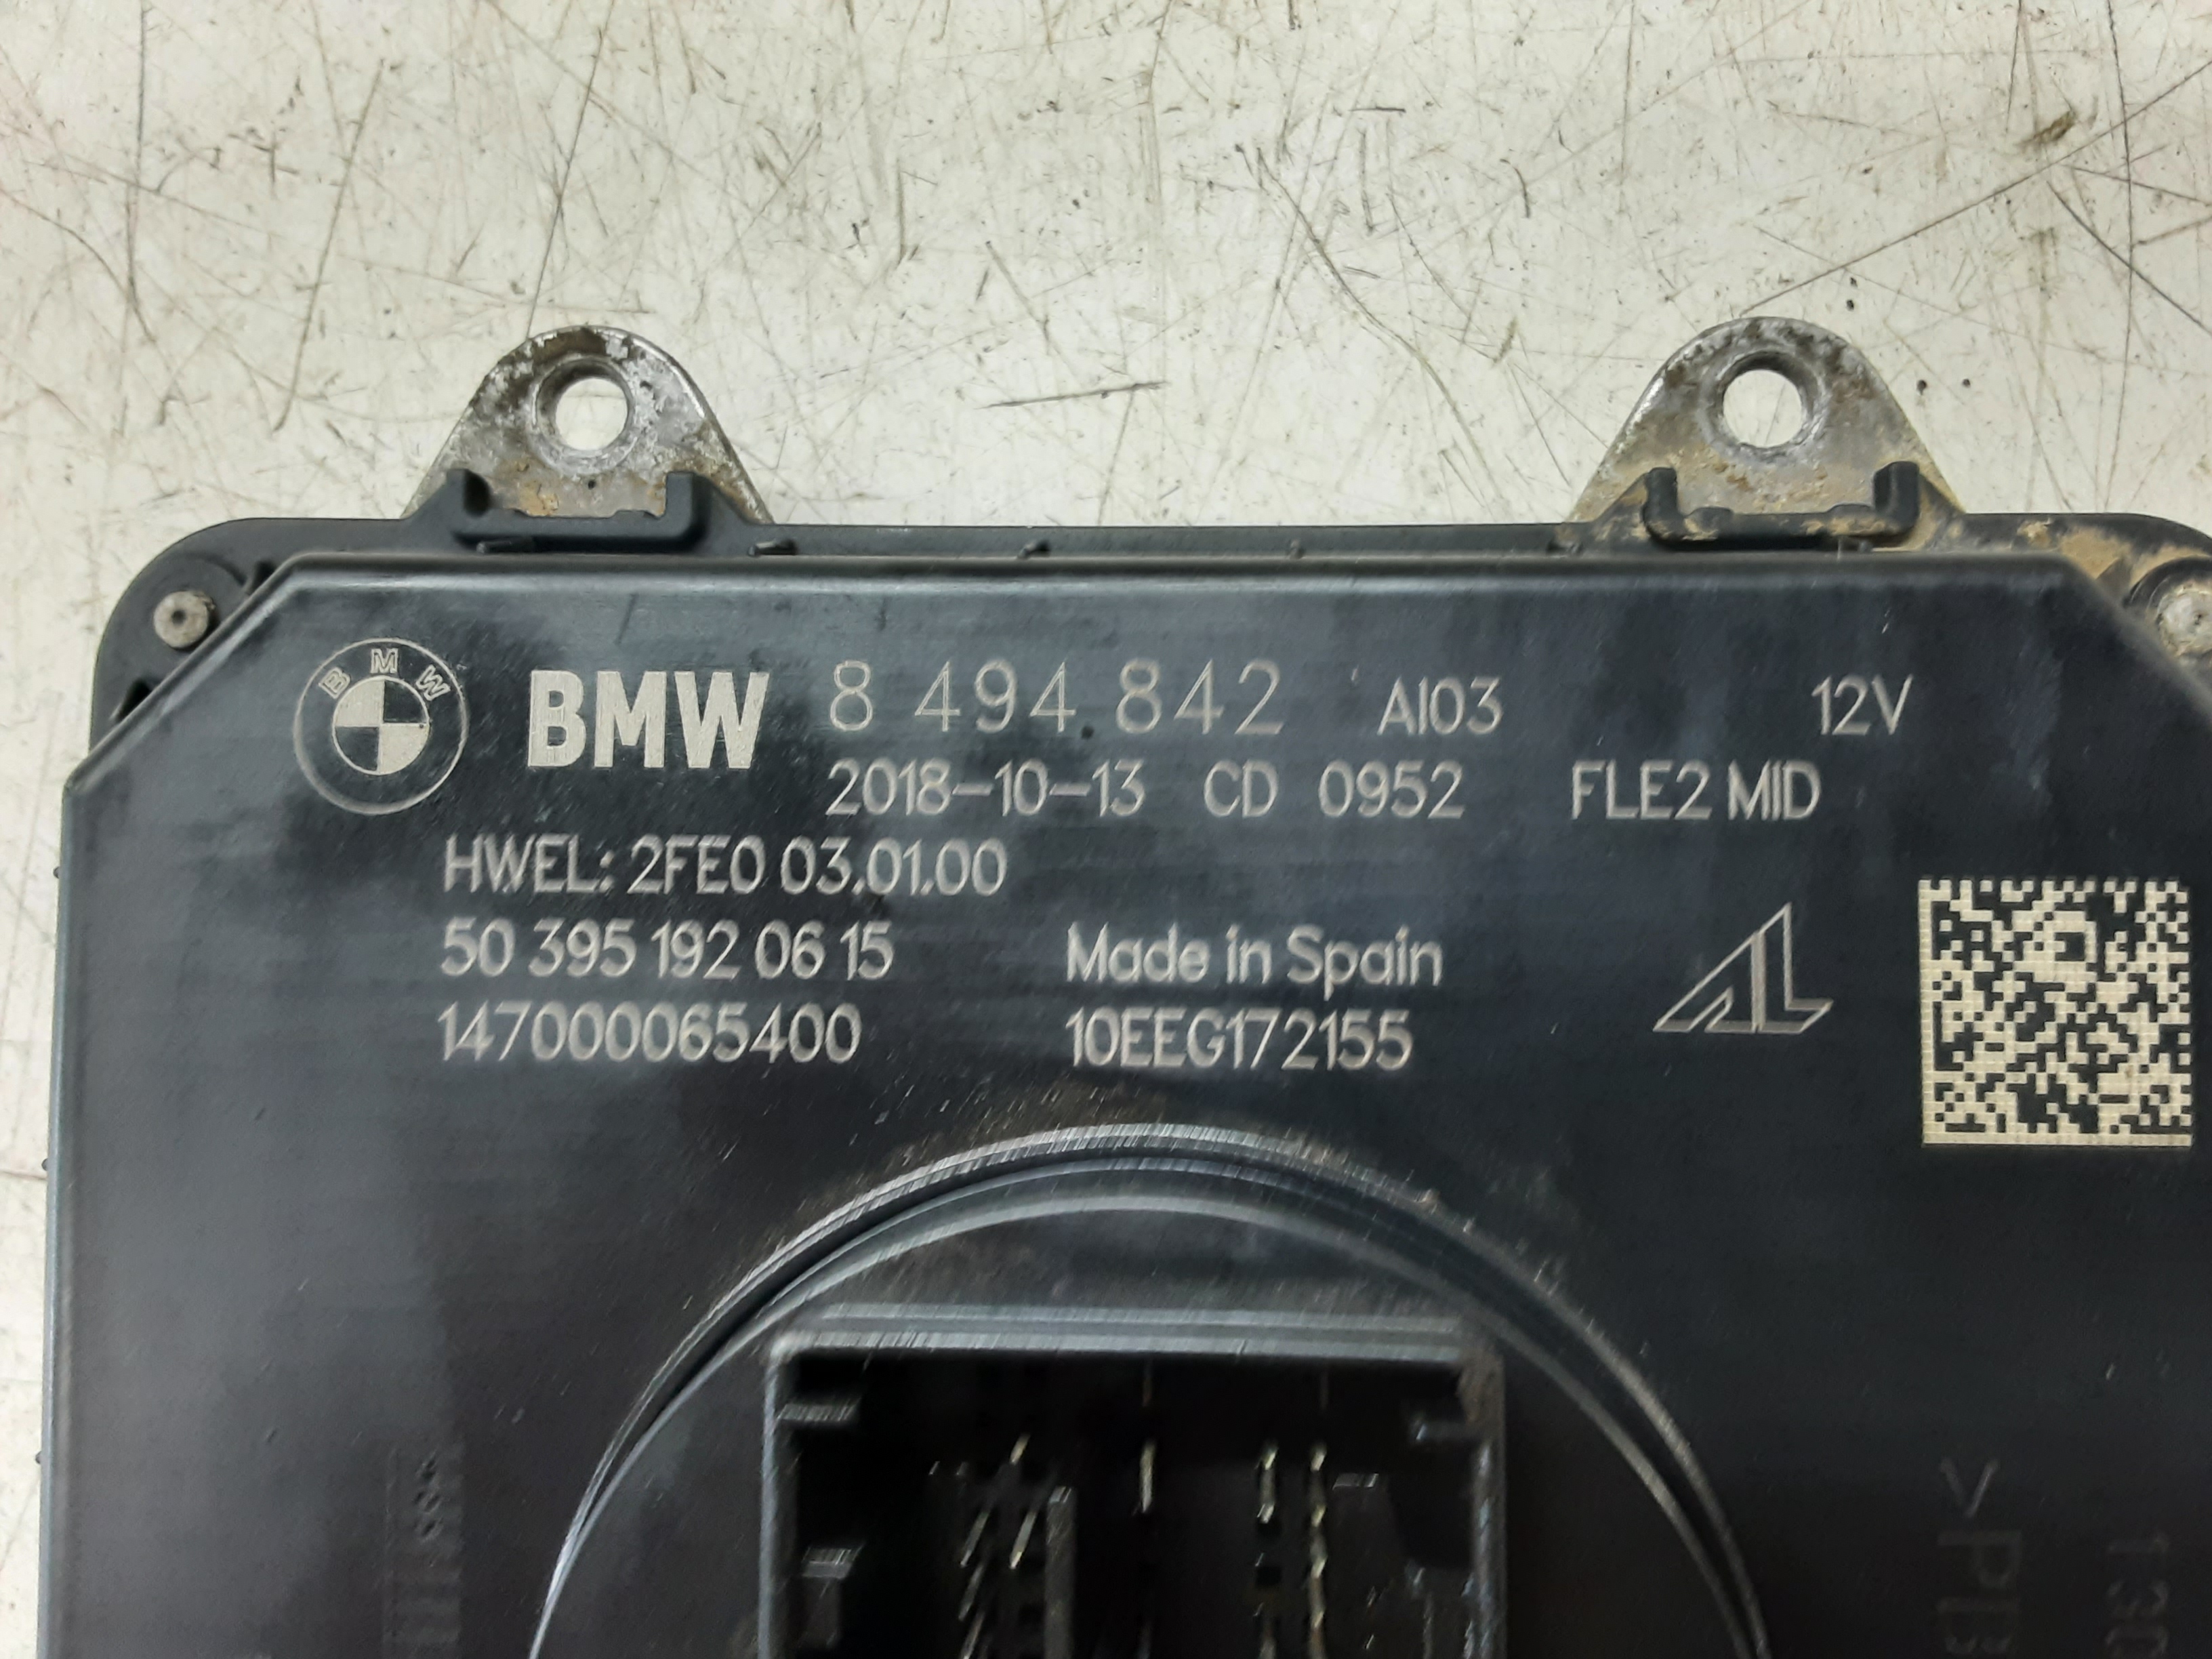 BMW BMW 8 494 842 AI03 12V
2018-10-13 CD 0952 FLE2 MID
HWEL: 2FE0 03.01.00
50 395 192 06 15 Made in Spain
147000065400 10EEG172155